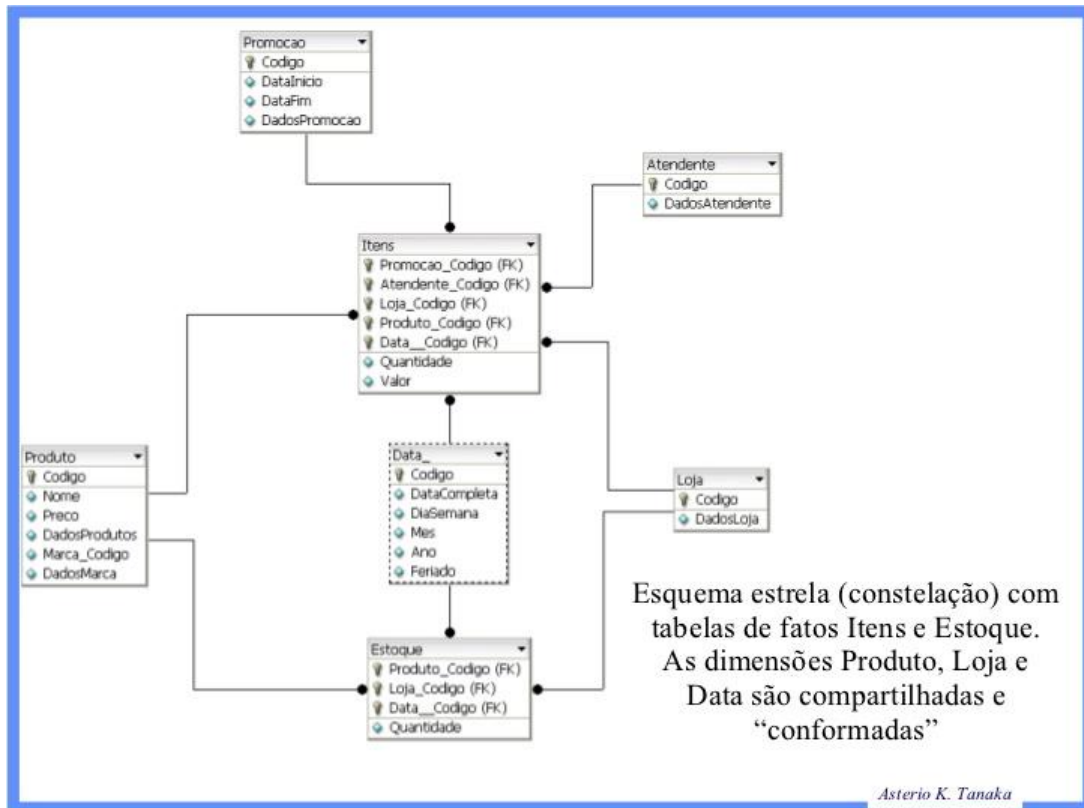 Promocao
Codigo
DataInicio
DataFim
DadosPromocao
Atendente
Codigo
DadosAtendente
Itens
Promocao_Codigo (FK)
Atendente_Codigo (FK)
Loja_Codigo (FK)
Produto_Codigo (FK)
Data__Codigo (FK)
Quantidade
Valor
Produto
Codigo
Nome
Preco
DadosProdutos
Marca_Codigo
DadosMarca
Data_
Codigo
DataCompleta
DiaSemana
Mes
Ano
Feriado
Loja
Codigo
DadosLoja
Estoque
Produto_Codigo (FK)
Loja_Codigo (FK)
Data__Codigo (FK)
Quantidade
Esquema estrela (constelação) com
tabelas de fatos Itens e Estoque.
As dimensões Produto, Loja e
Data são compartilhadas e
“conformadas”
Asterio K. Tanaka